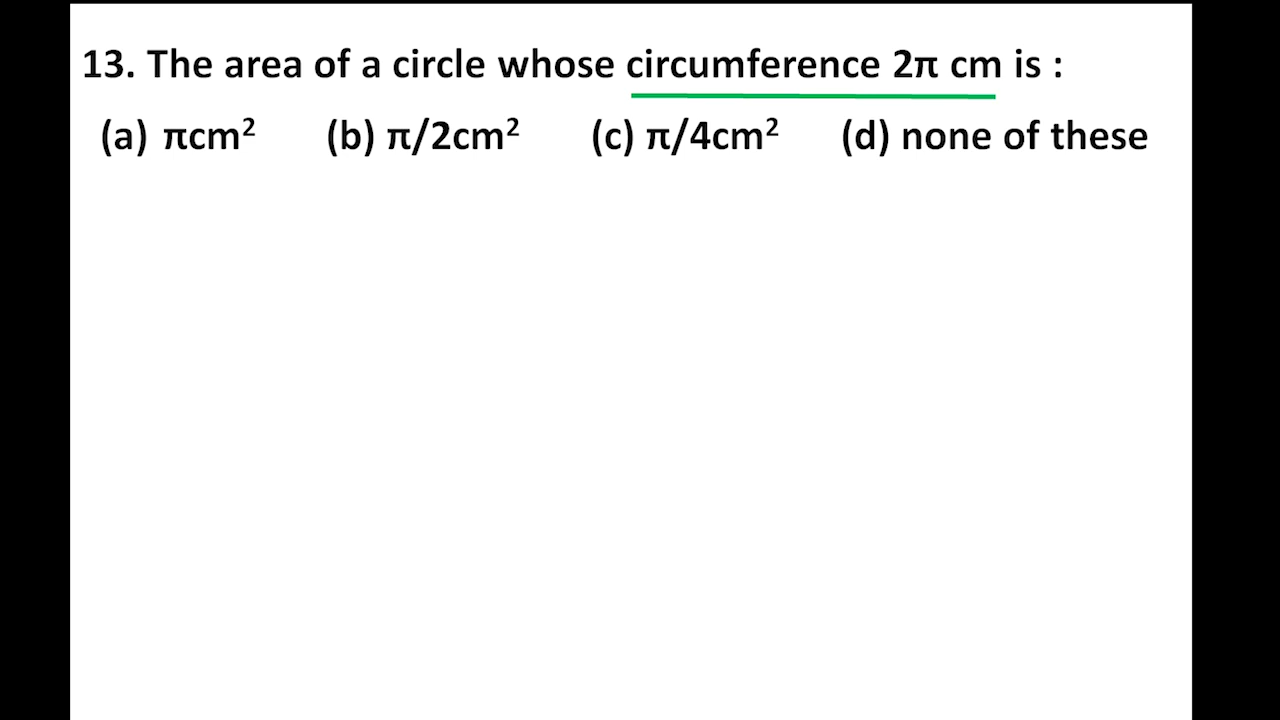 13. The area of a circle whose circumference 2π cm is :
(a) πcm² (b) π/2cm² (c) π/4cm² (d) none of these